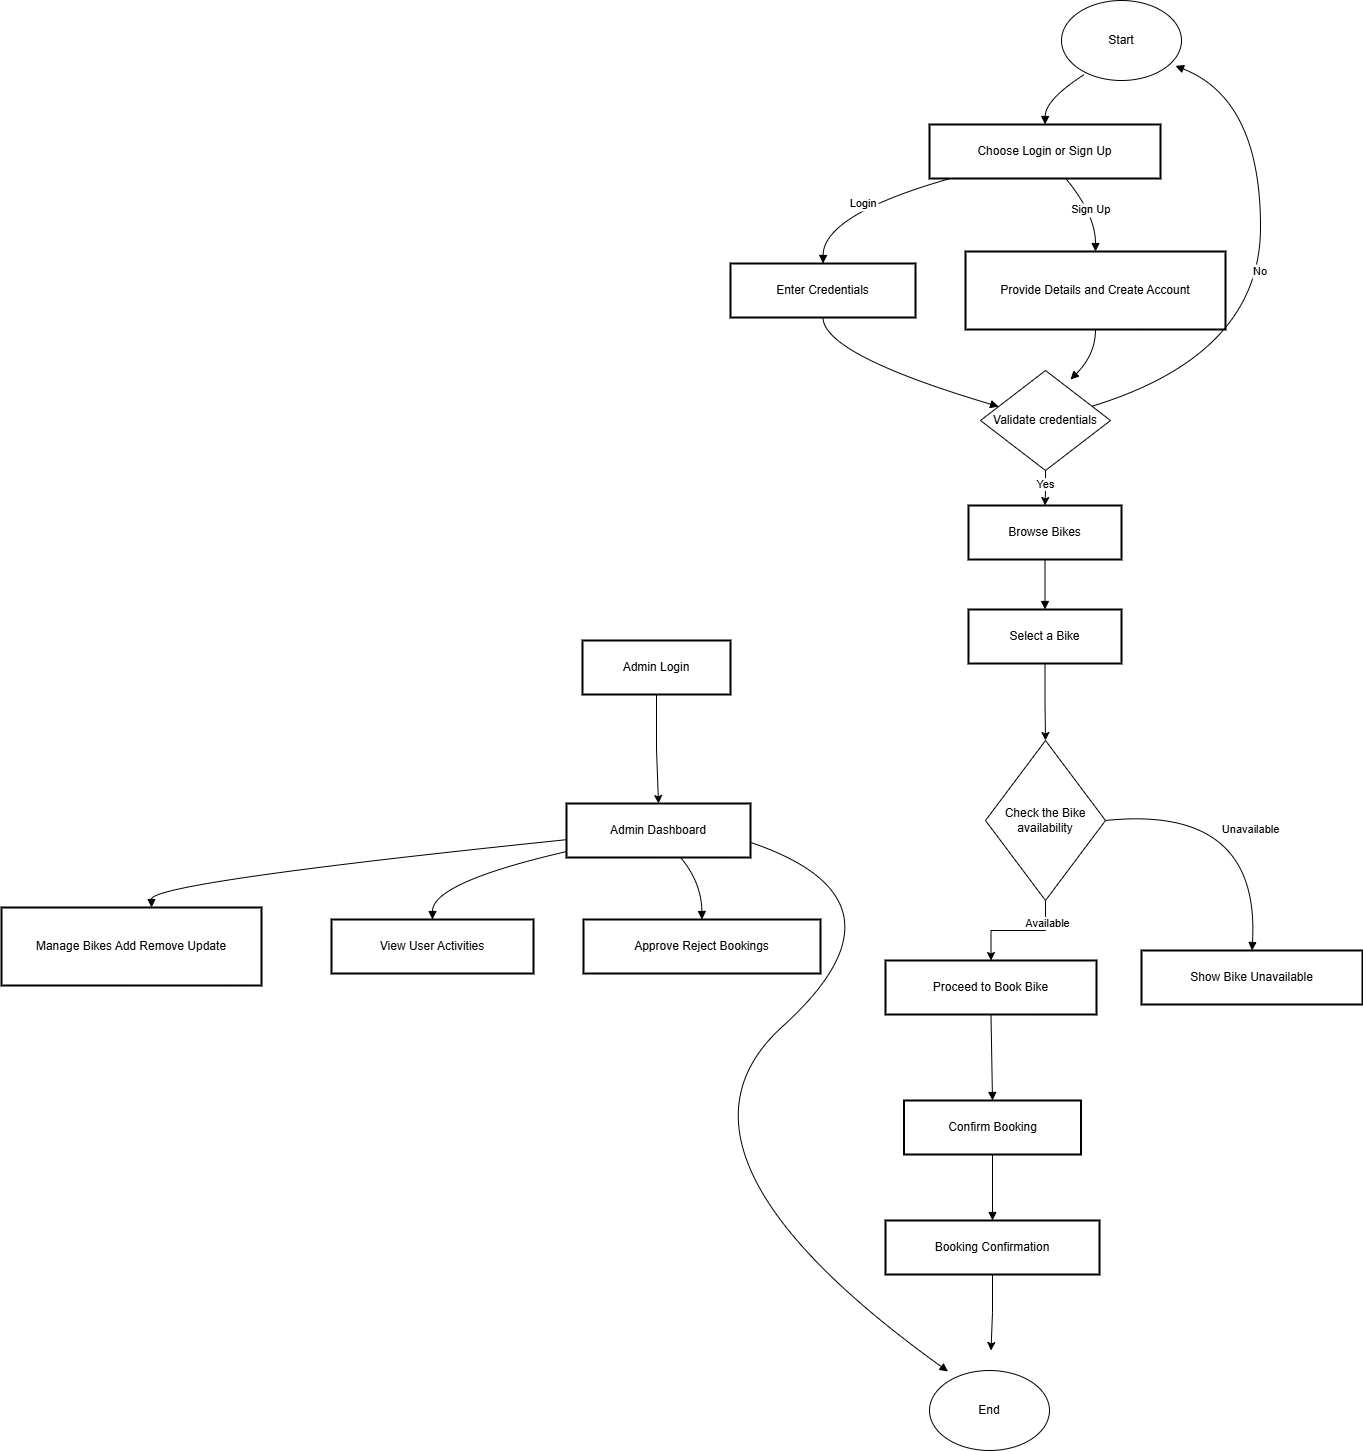 Start
Choose Login or Sign Up
Login
Sign Up
Enter Credentials
Provide Details and Create Account
No
Validate credentials
Yes
Browse Bikes
Select a Bike
Admin Login
Check the Bike
availability
Admin Dashboard
Unavailable
Available
Manage Bikes Add Remove Update
View User Activities
Approve Reject Bookings
Proceed to Book Bike
Show Bike Unavailable
Confirm Booking
Booking Confirmation
End